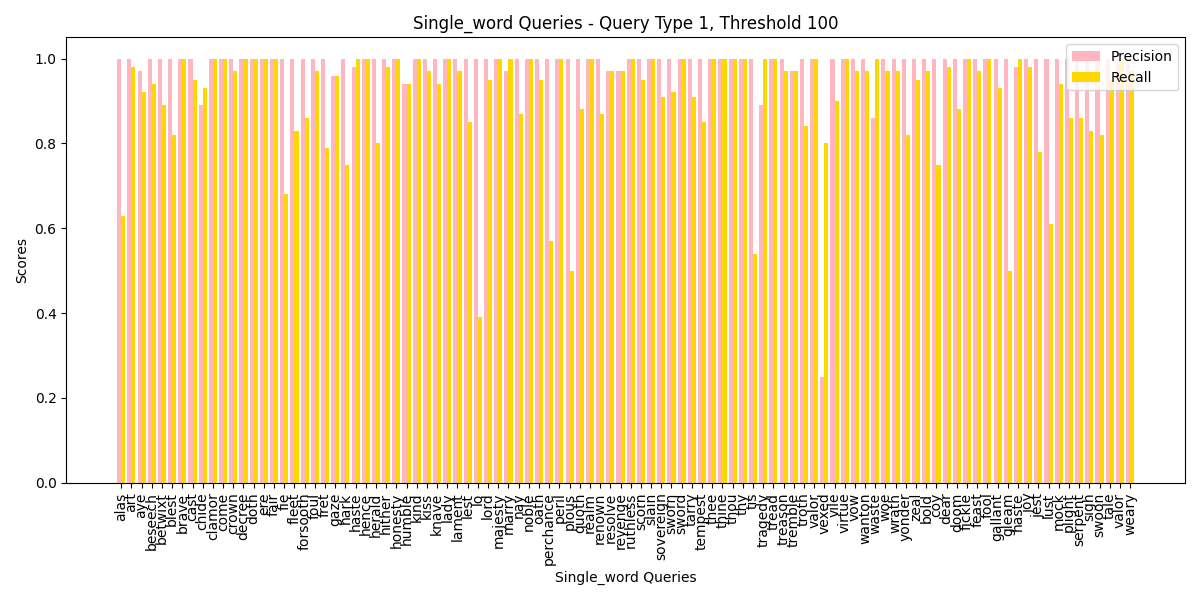 Single_word Queries - Query Type 1, Threshold 100
Precision
Recall
Scores
1.0
0.8
0.6
0.4
0.2
0.0
alas
art
aye
beseech
betwixt
blest
brave
cast
chide
clamor
come
crown
decree
doth
ere
fair
fie
fleet
forsooth
foul
fret
gaze
hark
haste
hence
herald
hither
honesty
humble
kind
kiss
knave
lady
lament
lest
lo
lord
majesty
marry
nay
noble
oath
perchance
peril
pious
quoth
realm
renown
resolve
revenge
ruthless
scorn
slain
sovereign
sworn
sword
tarry
tempest
thee
thine
thou
thy
tis
tragedy
tread
treason
tremble
troth
valor
vexed
vile
virtue
vow
wanton
waste
woe
wrath
yonder
zeal
bold
coy
dear
doom
fickle
feast
fool
gallant
gleam
haste
joy
jest
lust
mock
plight
serpent
sigh
swoon
tale
valor
weary
Single_word Queries